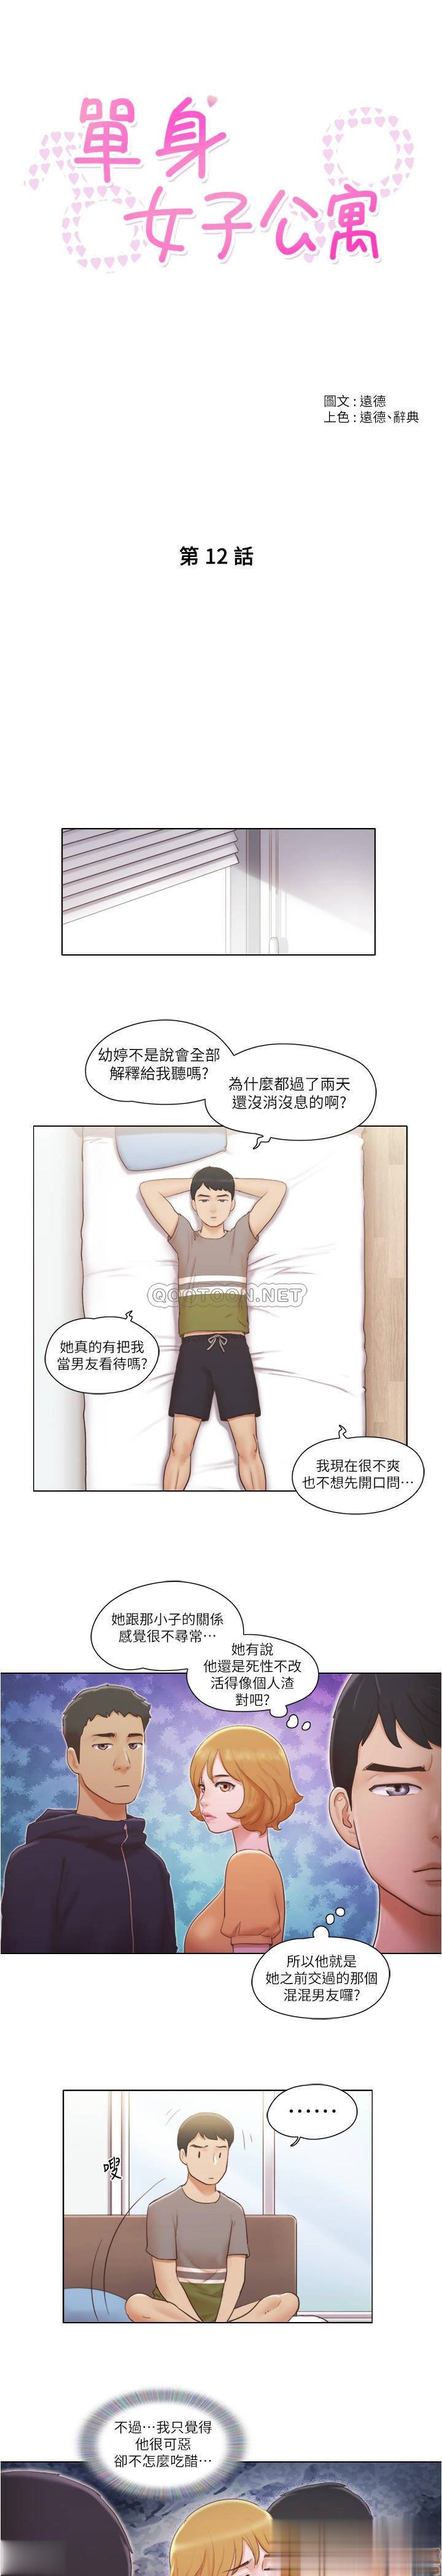 單身
女子公寓
圖文:遠德
上色:遠德、辭典
第 12 話
幼婷不是說會全部
解釋給我聽嗎?
為什麼都過了兩天
還沒消沒息的啊?
QOOTOON.NET
她真的有把我
當男友看待嗎?
我現在很不爽
也不想先開口問…
她跟那小子的關係
感覺很不尋常…
她有說
他還是死性不改
活得像個人渣
對吧?
所以他就是
她之前交過的那個
混混男友囉?
……
嗖
不過…我只覺得
他很可惡
卻不怎麼吃醋…